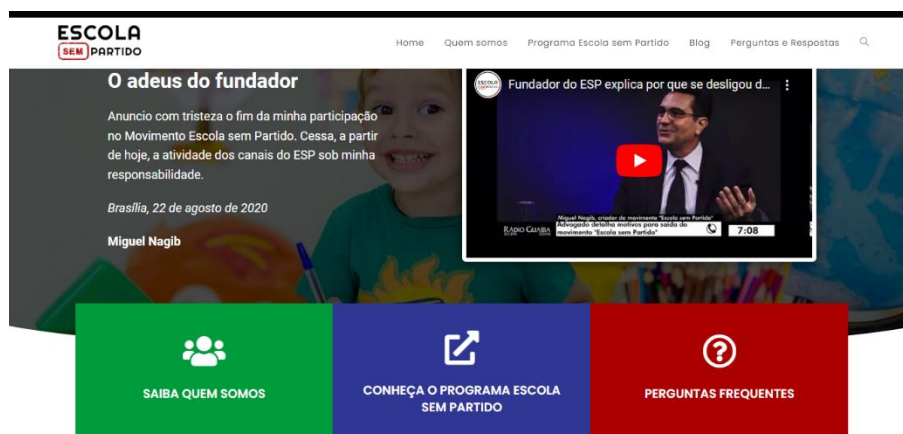 ESCOLA
SEM PARTIDO
Home Quem somos Programa Escola sem Partido Blog Perguntas e Respostas
O adeus do fundador
Anuncio com tristeza o fim da minha participação
no Movimento Escola sem Partido. Cessa, a partir
de hoje, a atividade dos canais do ESP sob minha
responsabilidade.
Brasília, 22 de agosto de 2020
Miguel Nagib
Fundador do ESP explica por que se desligou d...
Miguel Nagib, criador do movimento "Escola sem Partido"
RÁDIO GUAÍBA
Advogado detalha motivos para saída do
movimento "Escola sem Partido"
7:08
SAIBA QUEM SOMOS
CONHEÇA O PROGRAMA ESCOLA
SEM PARTIDO
PERGUNTAS FREQUENTES